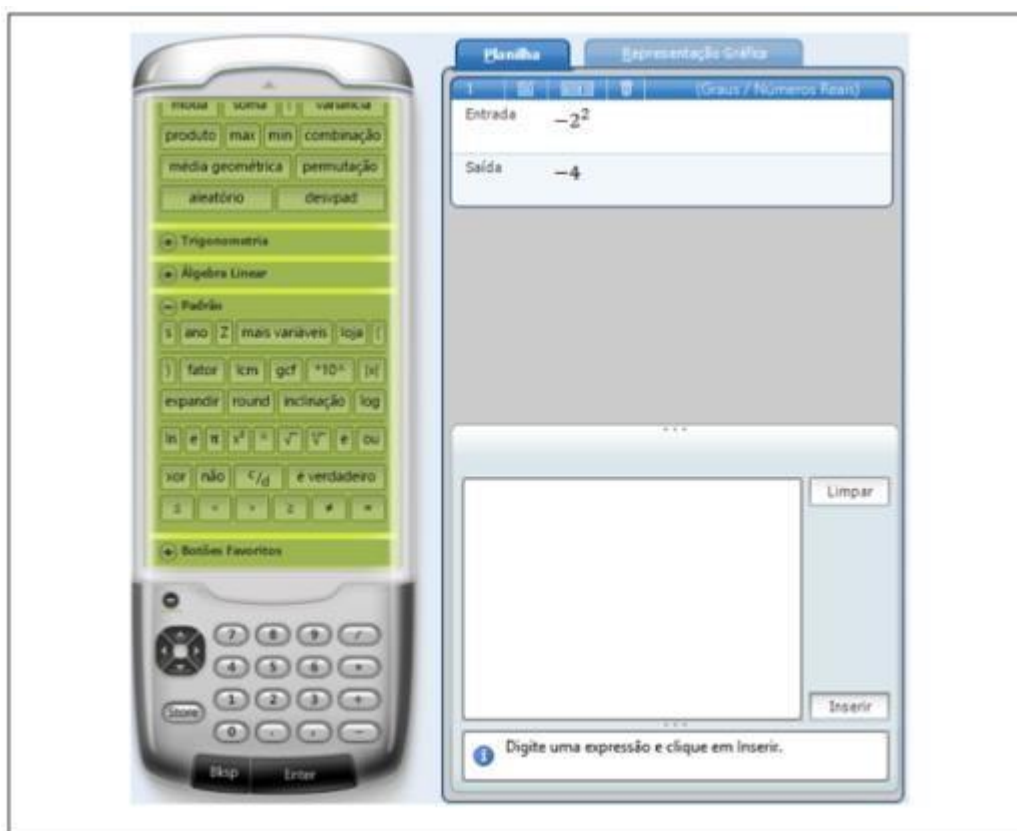 moda soma variância
produto max min combinação
média geométrica permutação
aleatório desvpad
Trigonometria
Álgebra Linear
Padrão
s ano Z mais variáveis loja (
) fator lcm gcf *10^ |x|
expandir round inclinação log
ln e π x² √ e ou
xor não c/d é verdadeiro
≤ < > ≥ ≠ =
Botões Favoritos
7 8 9 /
4 5 6 *
1 2 3 +
Store
0 . , −
Bksp Enter
Planilha Representação Gráfica
1 (Graus / Números Reais)
Entrada −2²
Saída −4
Limpar
Inserir
Digite uma expressão e clique em Inserir.